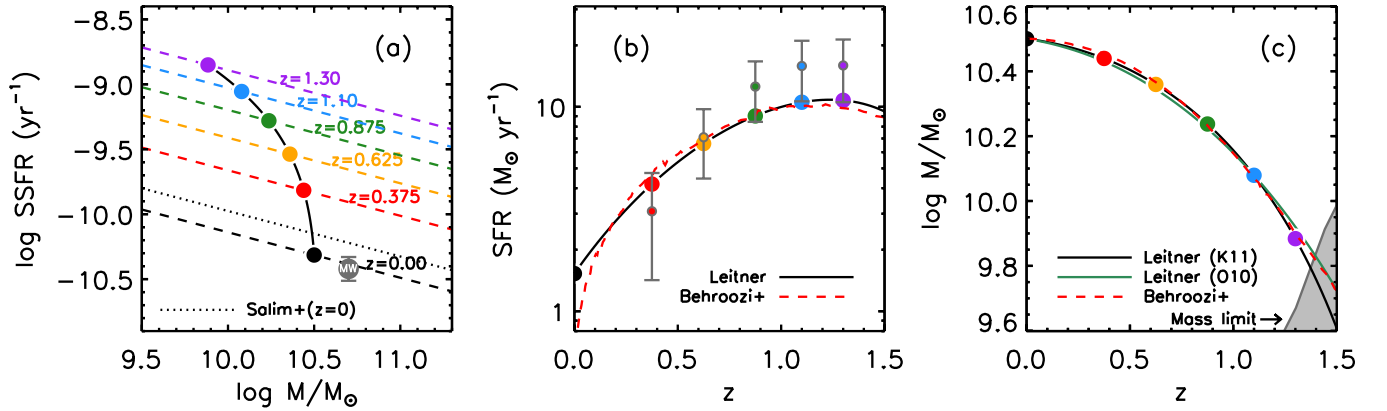 (a)
log SSFR (yr⁻¹)
−8.5
−9.0
−9.5
−10.0
−10.5
z=1.30
z=1.10
z=0.875
z=0.625
z=0.375
z=0.00
MW
Salim+(z=0)
9.5 10.0 10.5 11.0
log M/M⊙
(b)
SFR (M⊙ yr⁻¹)
10
1
Leitner
Behroozi+
0.0 0.5 1.0 1.5
z
(c)
log M/M⊙
10.6
10.4
10.2
10.0
9.8
9.6
Leitner (K11)
Leitner (O10)
Behroozi+
Mass limit→
0.0 0.5 1.0 1.5
z